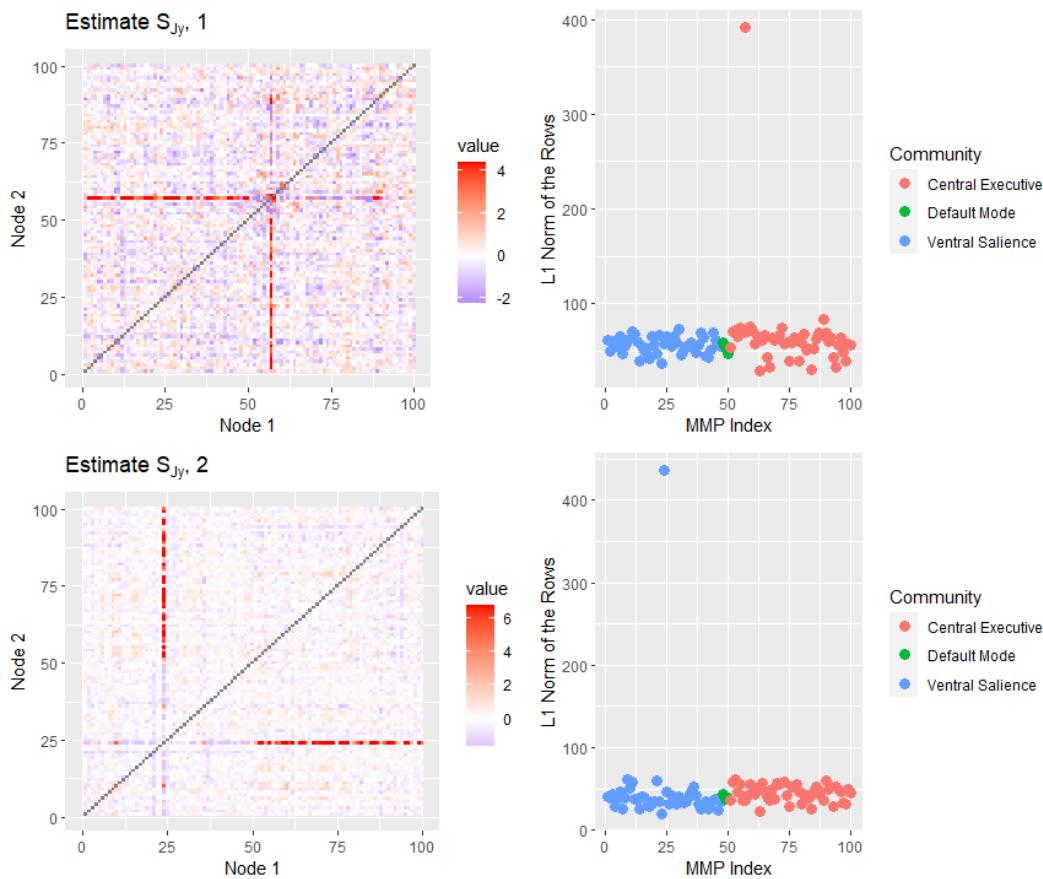 Estimate S_Jy, 1
100
75
50
25
0
Node 2
0 25 50 75 100
Node 1
value
4
2
0
-2
400
300
200
100
L1 Norm of the Rows
0 25 50 75 100
MMP Index
Community
Central Executive
Default Mode
Ventral Salience
Estimate S_Jy, 2
100
75
50
25
0
Node 2
0 25 50 75 100
Node 1
value
6
4
2
0
400
300
200
100
0
L1 Norm of the Rows
0 25 50 75 100
MMP Index
Community
Central Executive
Default Mode
Ventral Salience